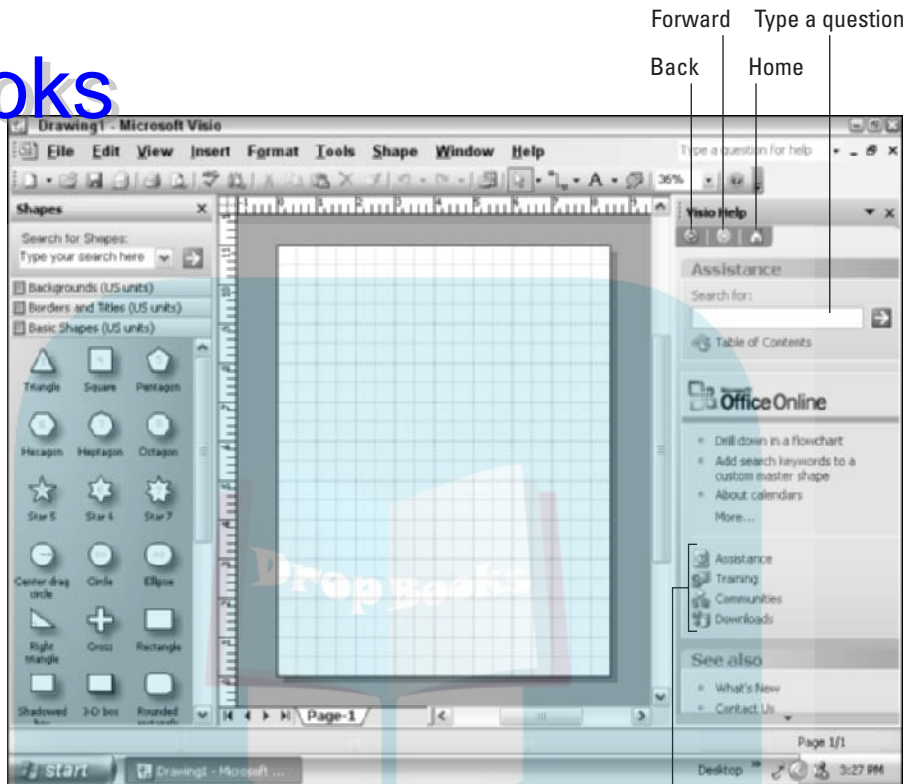 Forward Type a question
Back Home
oks
Drawing1 - Microsoft Visio
File Edit View Insert Format Tools Shape Window Help
Type a question for help
36%
Shapes
Visio Help
Search for Shapes:
Type your search here
Assistance
Backgrounds (US units)
Search for:
Borders and Titles (US units)
Basic Shapes (US units)
Table of Contents
Triangle Square Pentagon
Microsoft
Office Online
Hexagon Heptagon Octagon
Drill down in a flowchart
Add search keywords to a
custom master shape
About calendars
More...
Star 5 Star 6 Star 7
Center drag
circle
Circle Ellipse
Assistance
Training
Communities
Downloads
DropBooks
Right
triangle
Cross Rectangle
See also
What's New
Contact Us
Shadowed
box
3-D box Rounded
rectangle
Page-1
Page 1/1
start
Drawing1 - Microsoft ...
Desktop
3:27 PM